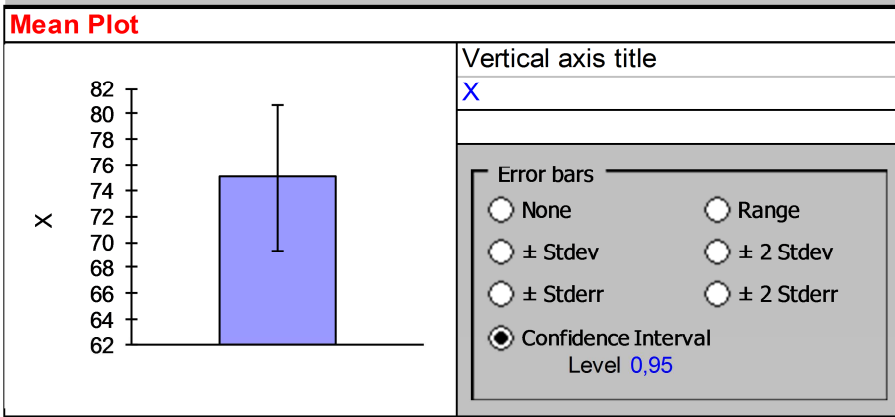 Mean Plot
82
80
78
76
74
72
70
68
66
64
62
X
Vertical axis title
X
Error bars
None
Range
± Stdev
± 2 Stdev
± Stderr
± 2 Stderr
Confidence Interval
Level 0,95